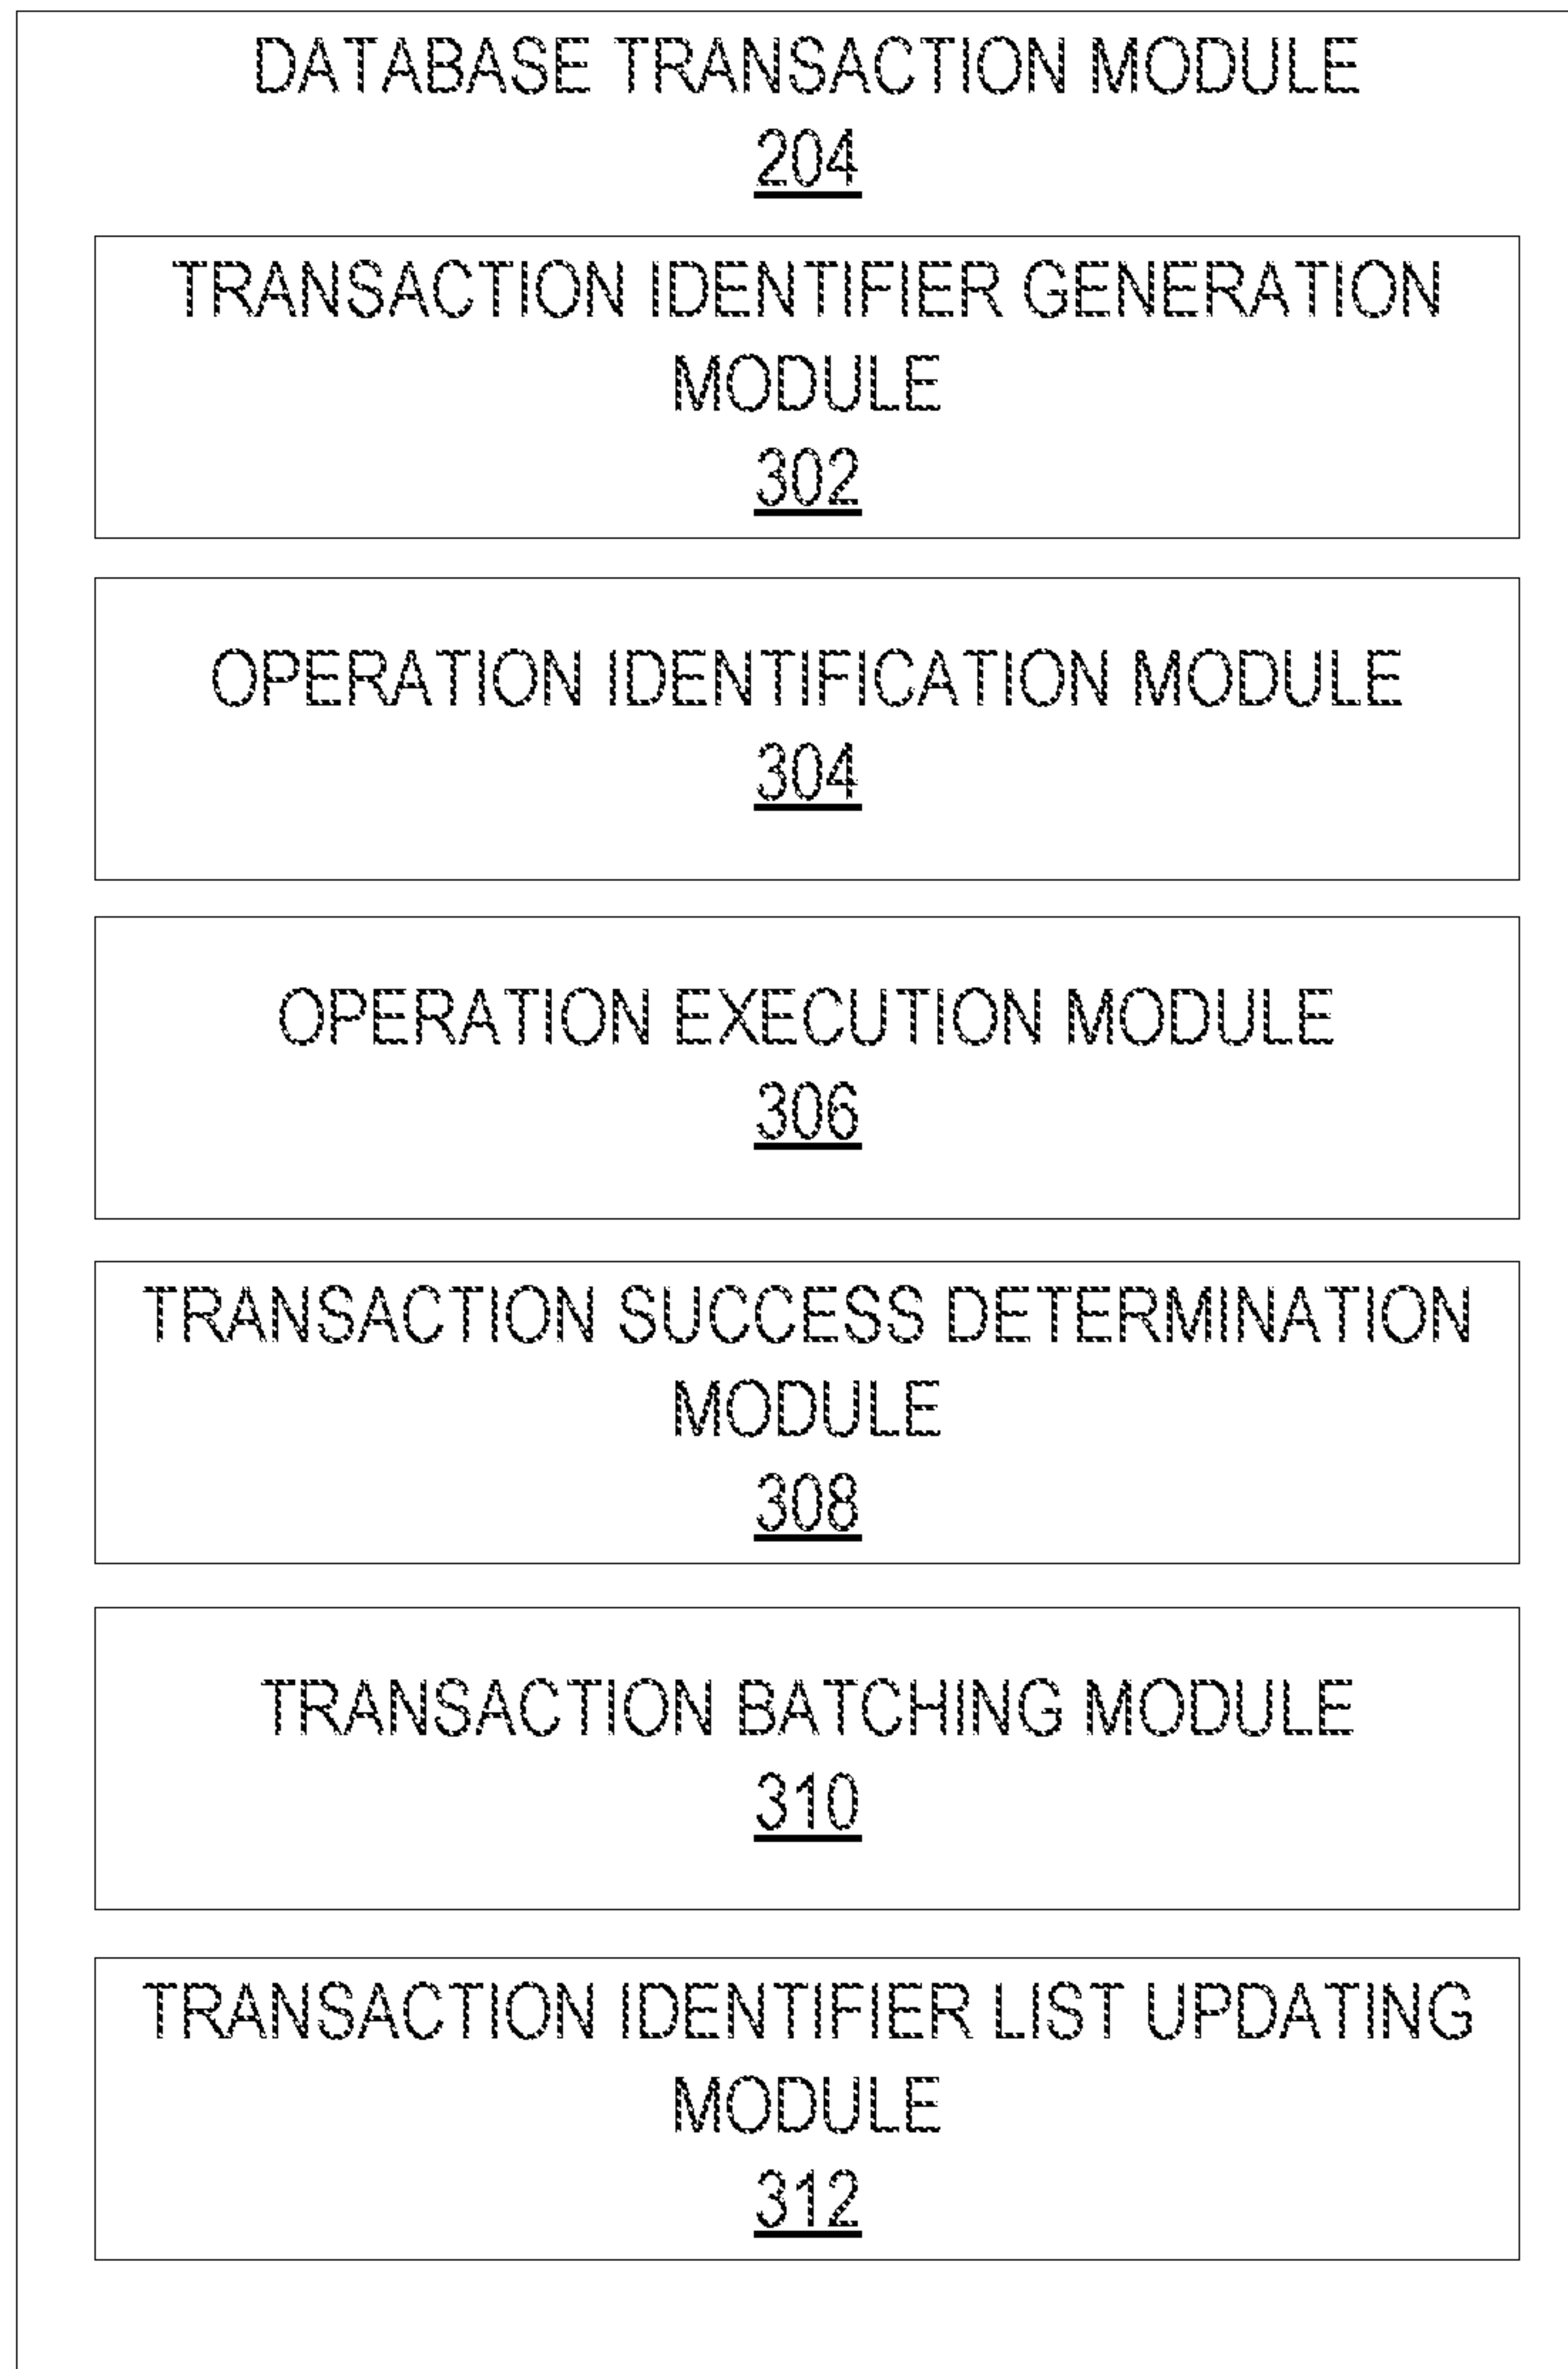 DATABASE TRANSACTION MODULE
204
TRANSACTION IDENTIFIER GENERATION
MODULE
302
OPERATION IDENTIFICATION MODULE
304
OPERATION EXECUTION MODULE
306
TRANSACTION SUCCESS DETERMINATION
MODULE
308
TRANSACTION BATCHING MODULE
310
TRANSACTION IDENTIFIER LIST UPDATING
MODULE
312